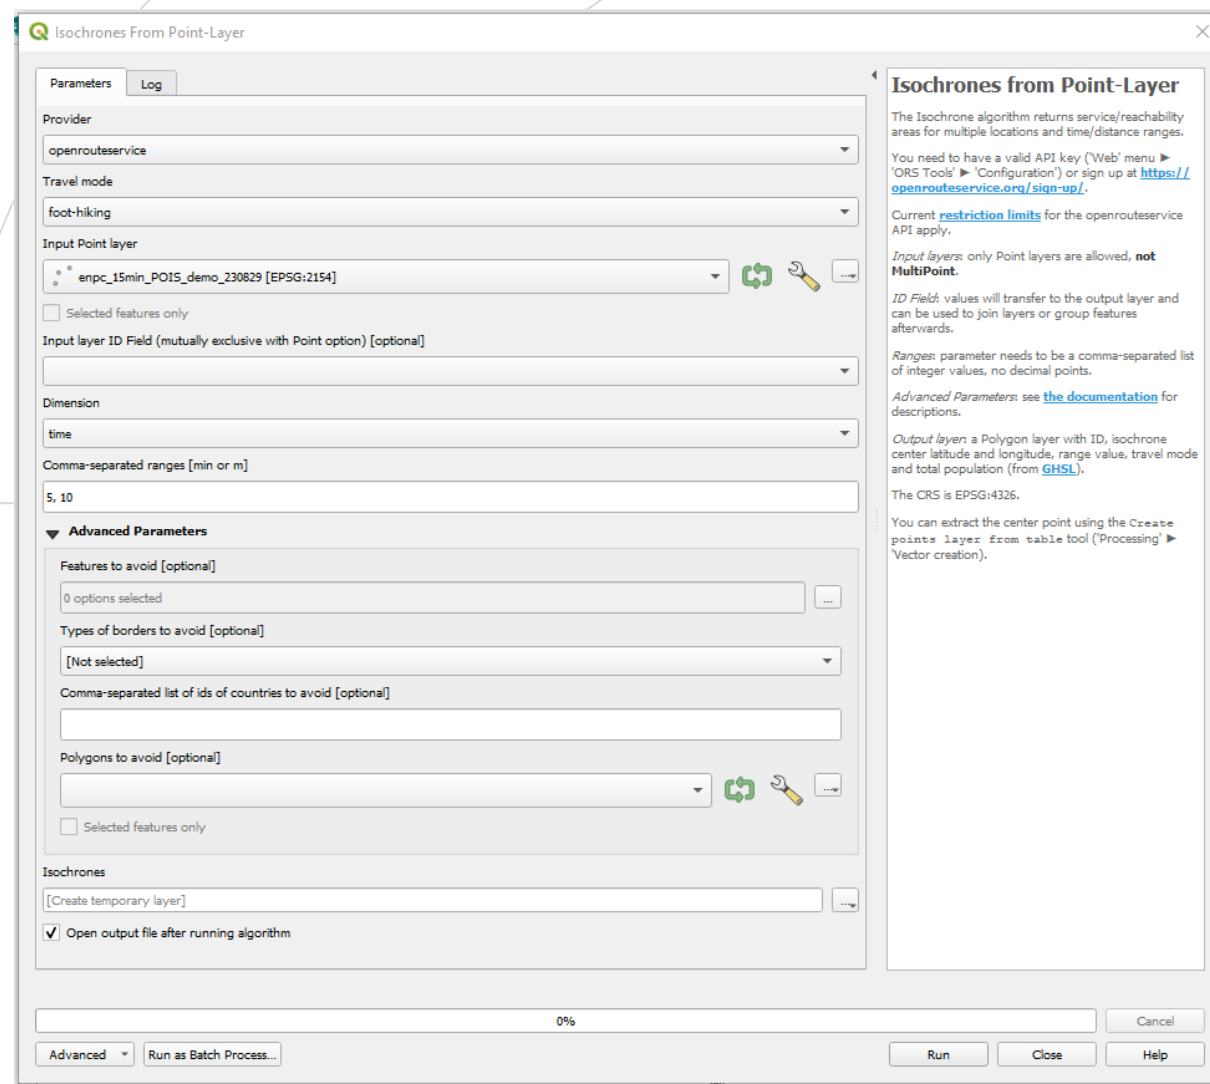 Isochrones From Point-Layer
Parameters
Log
Provider
openrouteservice
Travel mode
foot-hiking
Input Point layer
enpc_15min_POIS_demo_230829 [EPSG:2154]
...
Selected features only
Input layer ID Field (mutually exclusive with Point option) [optional]
Dimension
time
Comma-separated ranges [min or m]
5, 10
Advanced Parameters
Features to avoid [optional]
0 options selected
...
Types of borders to avoid [optional]
[Not selected]
Comma-separated list of ids of countries to avoid [optional]
Polygons to avoid [optional]
...
Selected features only
Isochrones
[Create temporary layer]
...
Open output file after running algorithm
Isochrones from Point-Layer
The Isochrone algorithm returns service/reachability
areas for multiple locations and time/distance ranges.
You need to have a valid API key ('Web' menu ►
'ORS Tools' ► 'Configuration') or sign up at https://
openrouteservice.org/sign-up/.
Current restriction limits for the openrouteservice
API apply.
Input layers: only Point layers are allowed, not
MultiPoint.
ID Field: values will transfer to the output layer and
can be used to join layers or group features
afterwards.
Ranges: parameter needs to be a comma-separated list
of integer values, no decimal points.
Advanced Parameters: see the documentation for
descriptions.
Output layer: a Polygon layer with ID, isochrone
center latitude and longitude, range value, travel mode
and total population (from GHSL).
The CRS is EPSG:4326.
You can extract the center point using the Create
points layer from table tool ('Processing' ►
'Vector creation).
0%
Cancel
Advanced
Run as Batch Process...
Run
Close
Help